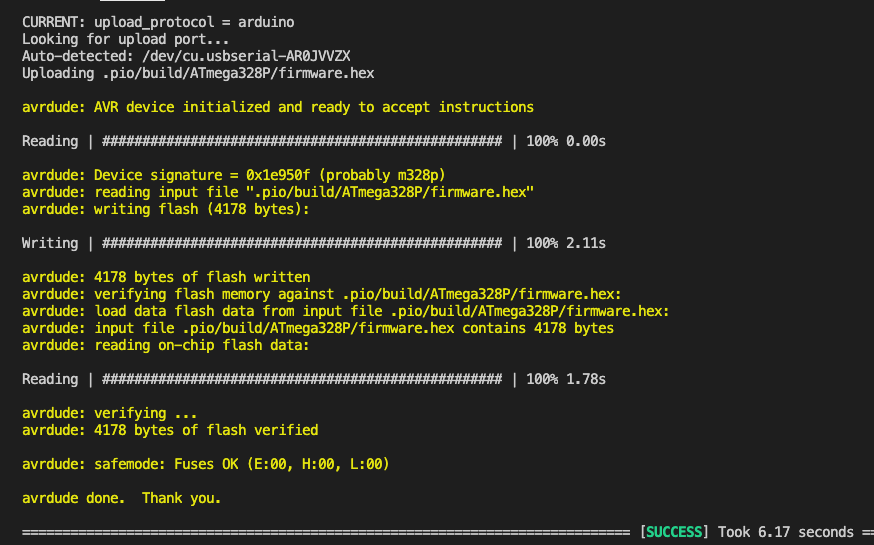 CURRENT: upload_protocol = arduino
Looking for upload port...
Auto-detected: /dev/cu.usbserial-AR0JVVZX
Uploading .pio/build/ATmega328P/firmware.hex
avrdude: AVR device initialized and ready to accept instructions
Reading | ################################################## | 100% 0.00s
avrdude: Device signature = 0x1e950f (probably m328p)
avrdude: reading input file ".pio/build/ATmega328P/firmware.hex"
avrdude: writing flash (4178 bytes):
Writing | ################################################## | 100% 2.11s
avrdude: 4178 bytes of flash written
avrdude: verifying flash memory against .pio/build/ATmega328P/firmware.hex:
avrdude: load data flash data from input file .pio/build/ATmega328P/firmware.hex:
avrdude: input file .pio/build/ATmega328P/firmware.hex contains 4178 bytes
avrdude: reading on-chip flash data:
Reading | ################################################## | 100% 1.78s
avrdude: verifying ...
avrdude: 4178 bytes of flash verified
avrdude: safemode: Fuses OK (E:00, H:00, L:00)
avrdude done.  Thank you.
============================================================================ [SUCCESS] Took 6.17 seconds ==